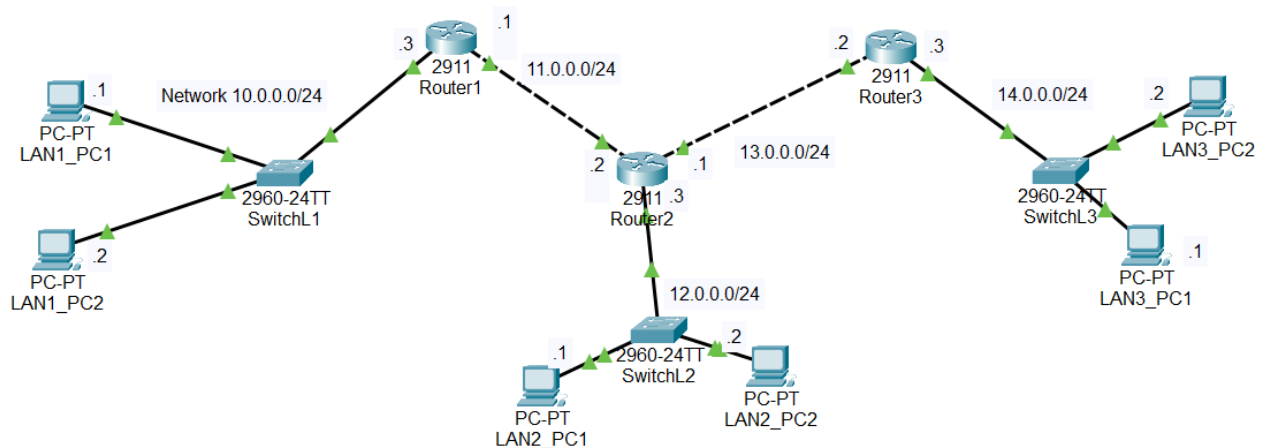 .1
.3
2911
Router1
11.0.0.0/24
.1
Network 10.0.0.0/24
PC-PT
LAN1_PC1
2960-24TT
SwitchL1
.2
PC-PT
LAN1_PC2
.2
.1
2911
Router2
.3
13.0.0.0/24
.2
.3
2911
Router3
14.0.0.0/24
.2
PC-PT
LAN3_PC2
2960-24TT
SwitchL3
.1
PC-PT
LAN3_PC1
12.0.0.0/24
.1
.2
2960-24TT
SwitchL2
PC-PT
LAN2_PC1
PC-PT
LAN2_PC2